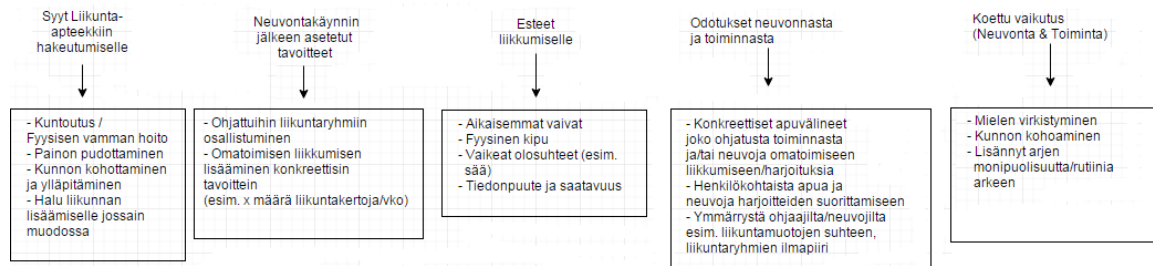 Syyt Liikunta-
apteekkiin
hakeutumiselle
- Kuntoutus /
Fyysisen vamman hoito
- Painon pudottaminen
- Kunnon kohottaminen
ja ylläpitäminen
- Halu liikunnan
lisäämiselle jossain
muodossa
Neuvontakäynnin
jälkeen asetetut
tavoitteet
- Ohjattuihin liikuntaryhmiin
osallistuminen
- Omatoimisen liikkumisen
lisääminen konkreettisin
tavoittein
(esim. x määrä liikuntakertoja/vko)
Esteet
liikkumiselle
- Aikaisemmat vaivat
- Fyysinen kipu
- Vaikeat olosuhteet (esim.
sää)
- Tiedonpuute ja saatavuus
Odotukset neuvonnasta
ja toiminnasta
- Konkreettiset apuvälineet
joko ohjatusta toiminnasta
ja/tai neuvoja omatoimiseen
liikkumiseen/harjoituksia
- Henkilökohtaista apua ja
neuvoja harjoitteiden suorittamiseen
- Ymmärrystä ohjaajilta/neuvojilta
esim. liikuntamuotojen suhteen,
liikuntaryhmien ilmapiiri
Koettu vaikutus
(Neuvonta & Toiminta)
- Mielen virkistyminen
- Kunnon kohoaminen
- Lisännyt arjen
monipuolisuutta/rutiinia
arkeen